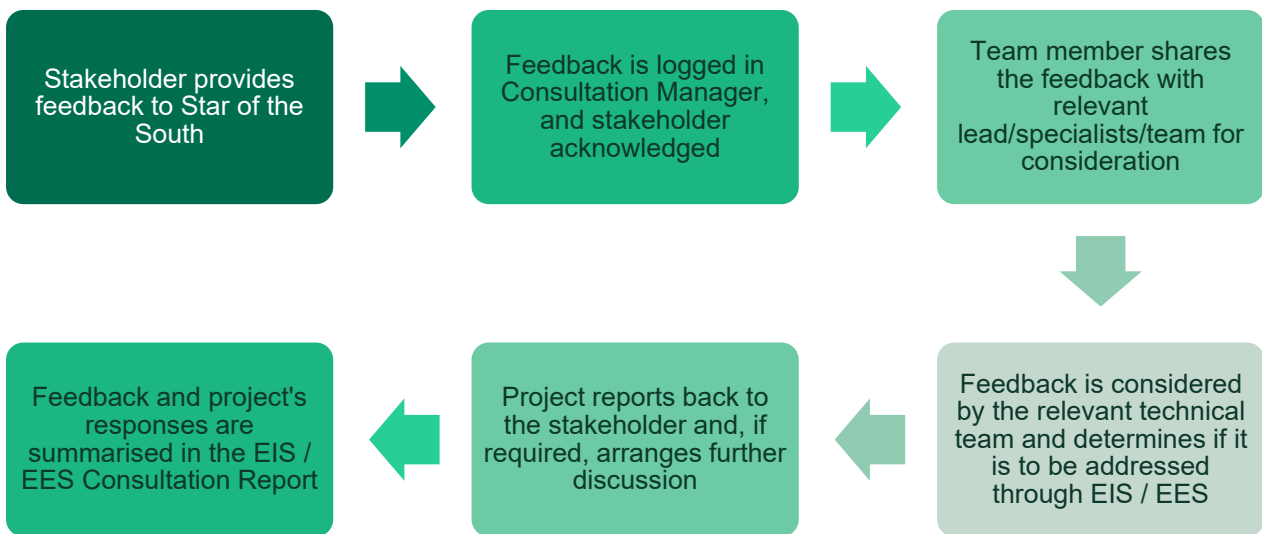 Stakeholder provides
feedback to Star of the
South
Feedback is logged in
Consultation Manager,
and stakeholder
acknowledged
Team member shares
the feedback with
relevant
lead/specialists/team for
consideration
Feedback is considered
by the relevant technical
team and determines if it
is to be addressed
through EIS / EES
Project reports back to
the stakeholder and, if
required, arranges further
discussion
Feedback and project's
responses are
summarised in the EIS /
EES Consultation Report